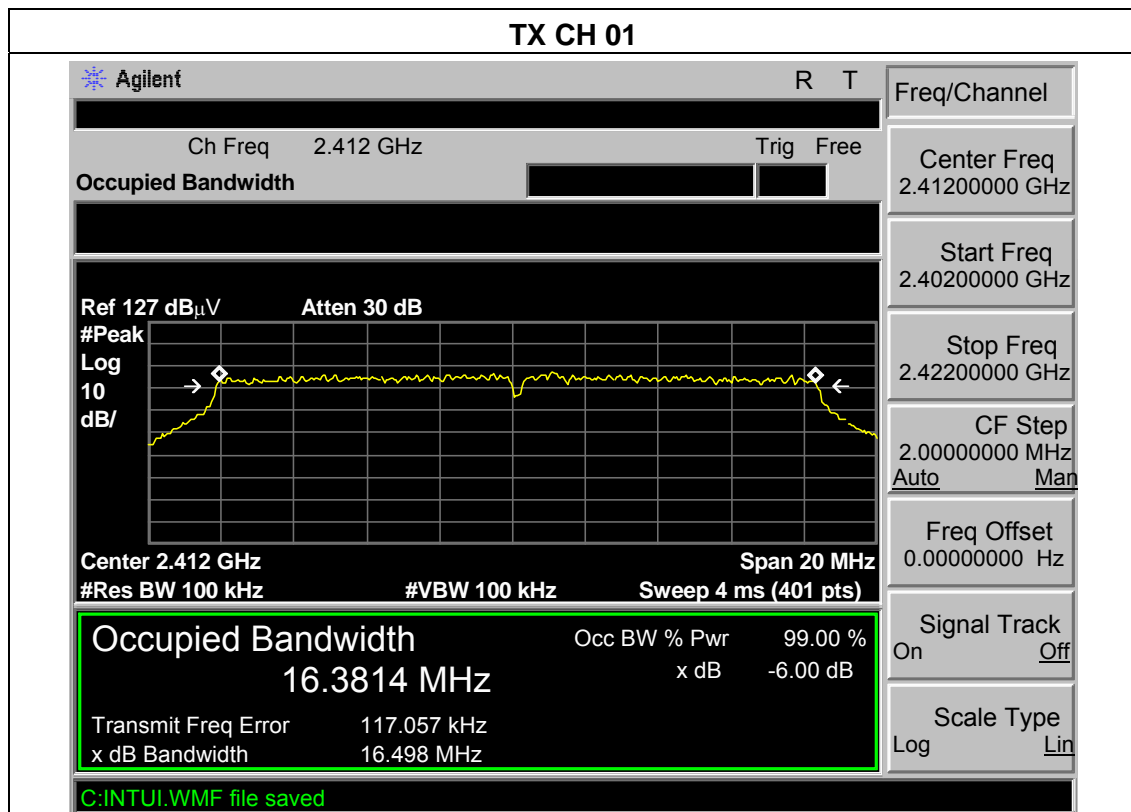 TX CH 01
Agilent R T
Freq/Channel
Ch Freq 2.412 GHz Trig Free
Occupied Bandwidth
Center Freq
2.41200000 GHz
Start Freq
2.40200000 GHz
Ref 127 dBµV Atten 30 dB
#Peak
Log
10
dB/
Stop Freq
2.42200000 GHz
CF Step
2.00000000 MHz
Auto Man
Freq Offset
0.00000000 Hz
Center 2.412 GHz Span 20 MHz
#Res BW 100 kHz #VBW 100 kHz Sweep 4 ms (401 pts)
Occupied Bandwidth Occ BW % Pwr 99.00 %
16.3814 MHz x dB -6.00 dB
Transmit Freq Error 117.057 kHz
x dB Bandwidth 16.498 MHz
Signal Track
On Off
Scale Type
Log Lin
C:INTUI.WMF file saved